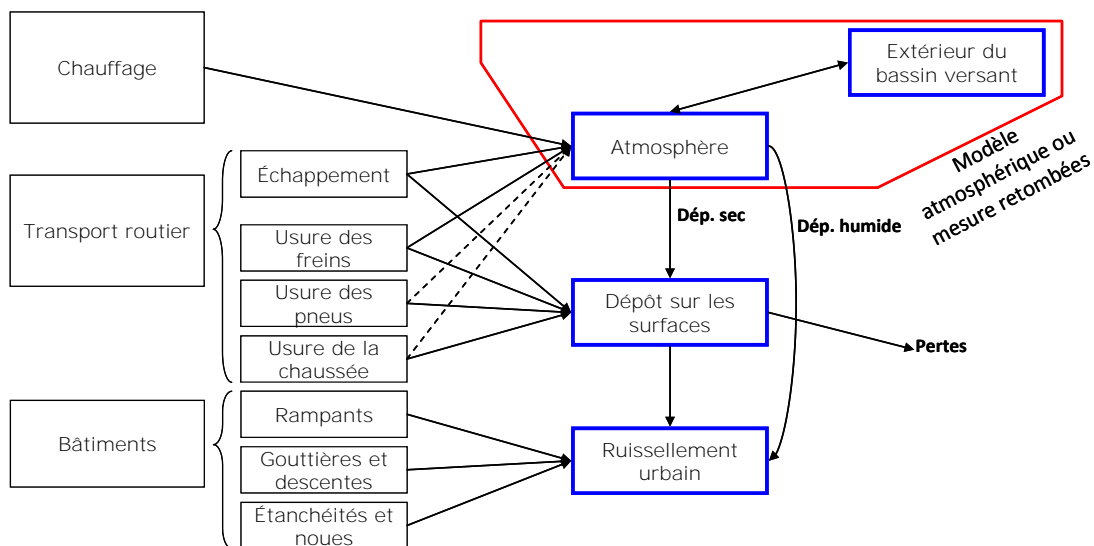 Chauffage
Extérieur du
bassin versant
Atmosphère
Modèle
atmosphérique ou
mesure retombées
Transport routier
Échappement
Usure des
freins
Usure des
pneus
Usure de la
chaussée
Dép. sec
Dép. humide
Dépôt sur les
surfaces
Pertes
Bâtiments
Rampants
Gouttières et
descentes
Étanchéités et
noues
Ruissellement
urbain